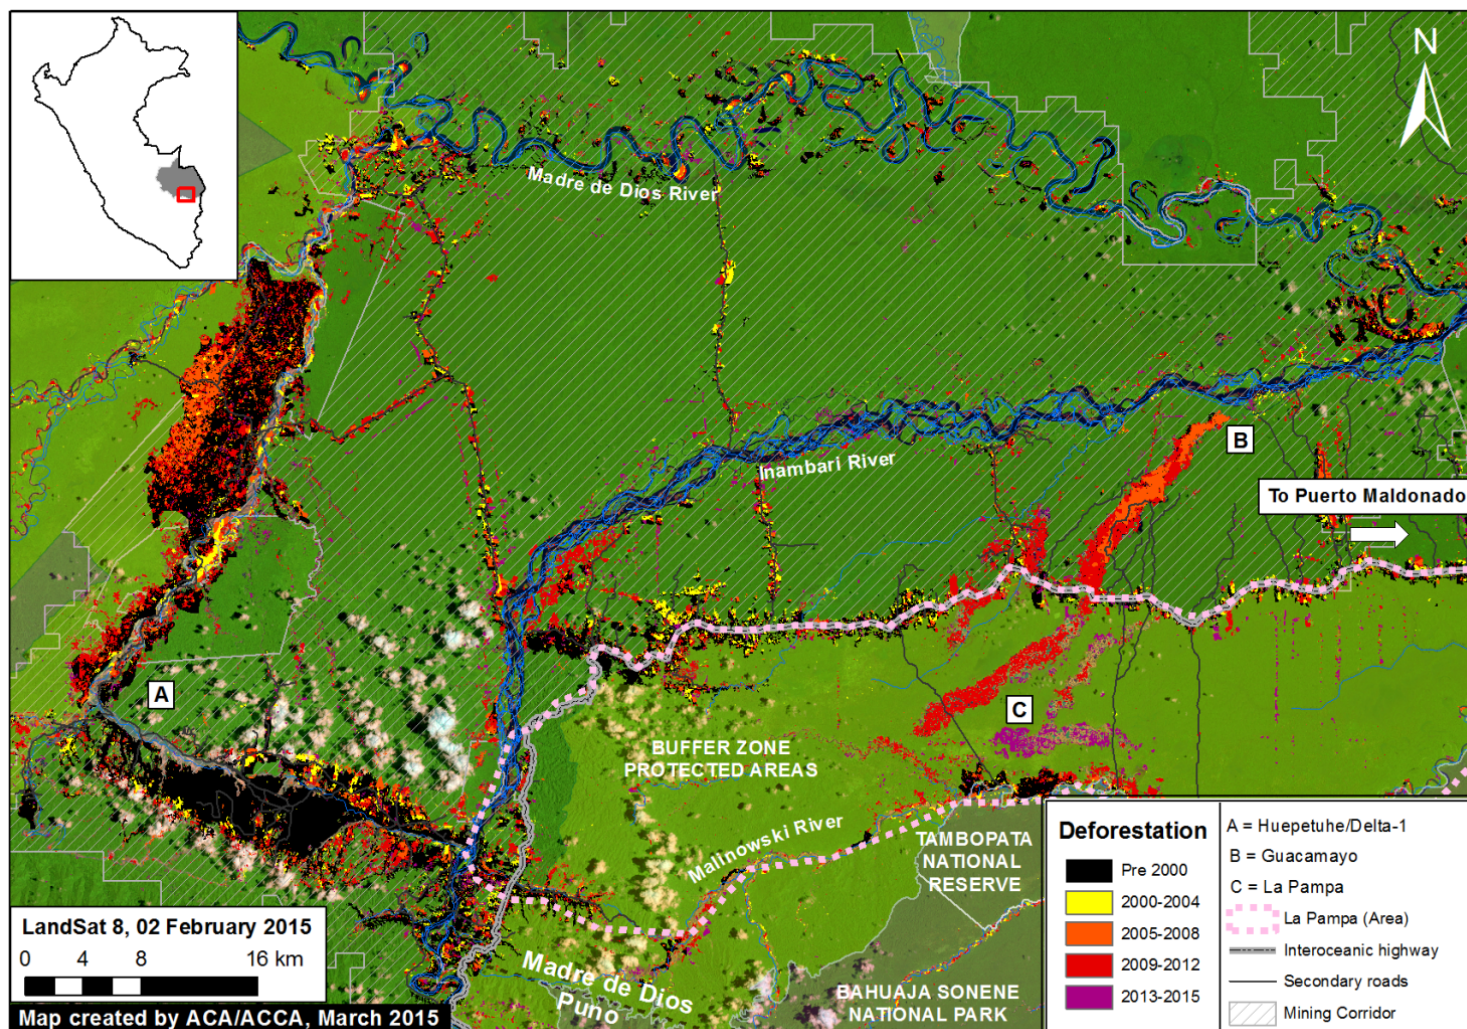 N
Madre de Dios River
B
Inambari River
To Puerto Maldonado
A
C
BUFFER ZONE
PROTECTED AREAS
Malinowski River
TAMBOPATA
NATIONAL
RESERVE
Madre de Dios
Puno
BAHUAJA SONENE
NATIONAL PARK
LandSat 8, 02 February 2015
0 4 8 16 km
Map created by ACA/ACCA, March 2015
Deforestation
Pre 2000
2000-2004
2005-2008
2009-2012
2013-2015
A = Huepetuhe/Delta-1
B = Guacamayo
C = La Pampa
La Pampa (Area)
Interoceanic highway
Secondary roads
Mining Corridor